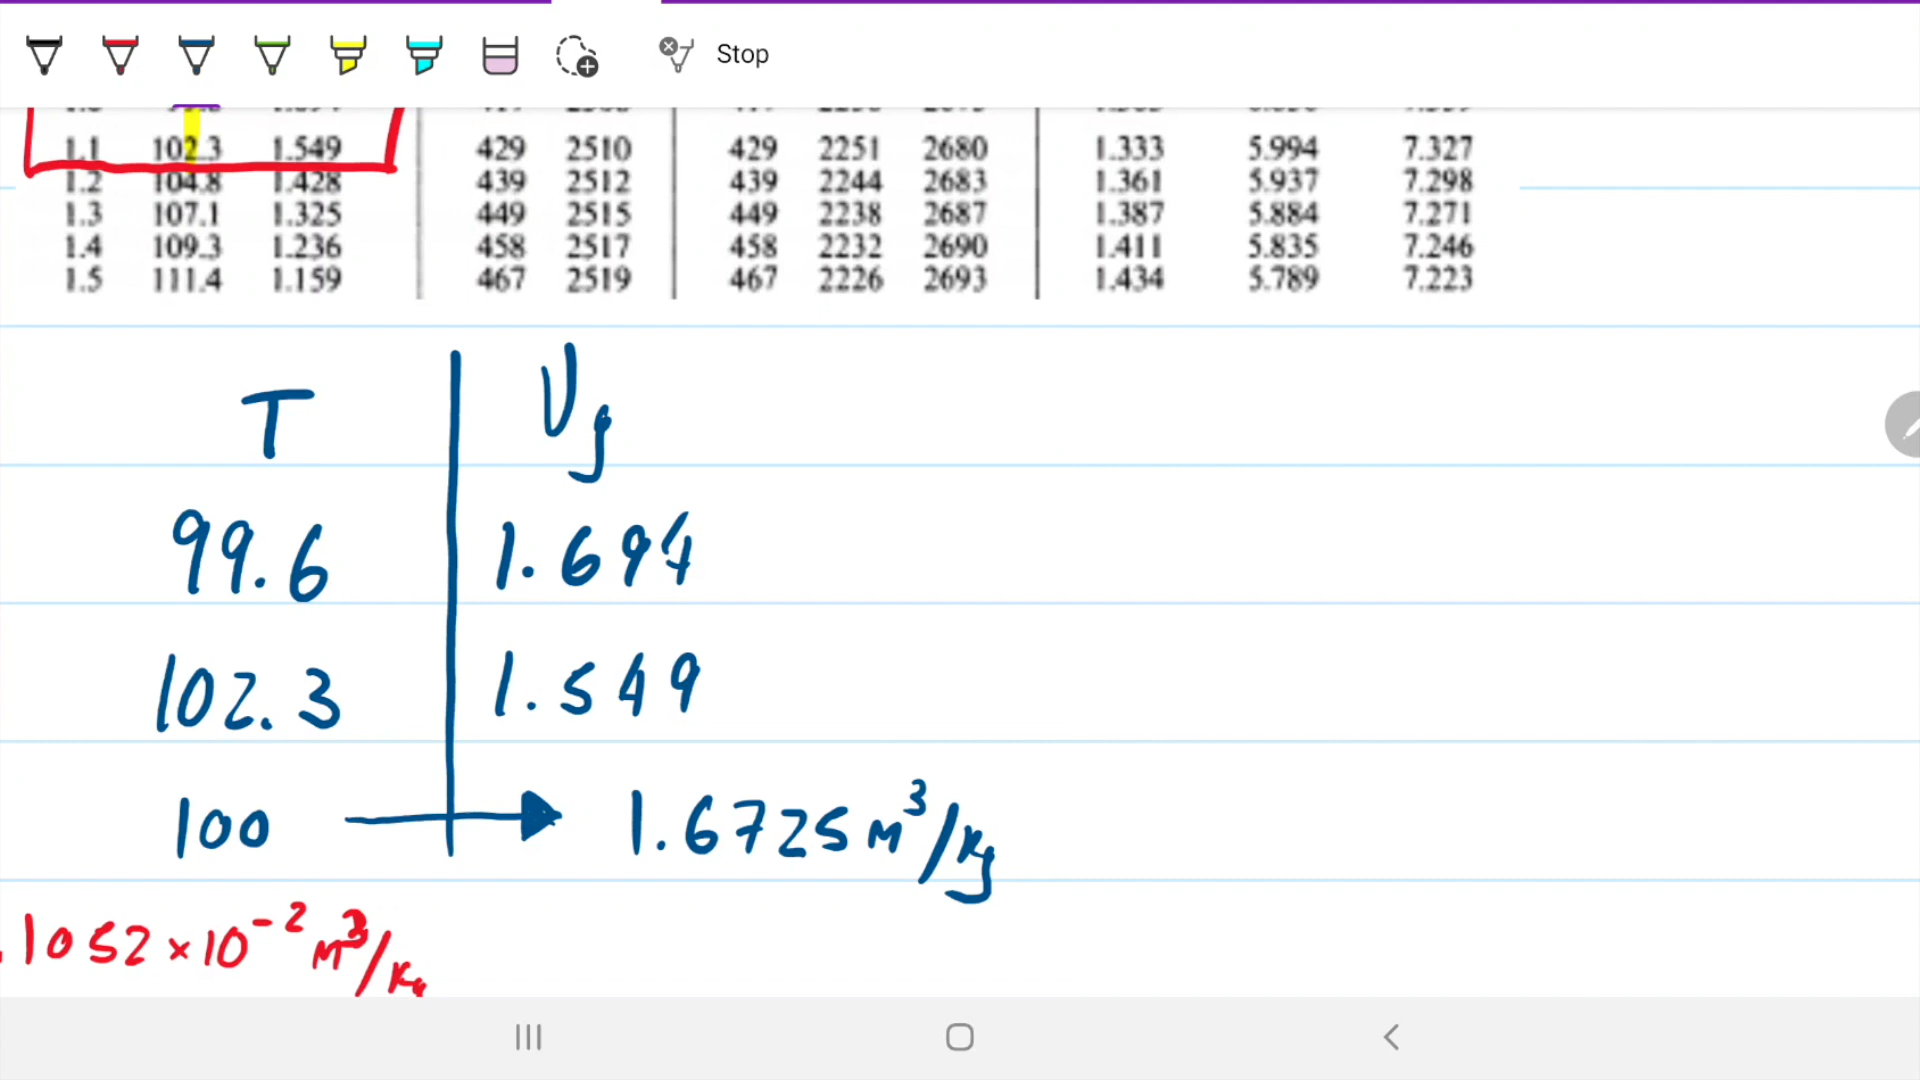 Stop
1.1 102.3 1.549 429 2510 429 2251 2680 1.333 5.994 7.327
1.2 104.8 1.428 439 2512 439 2244 2683 1.361 5.937 7.298
1.3 107.1 1.325 449 2515 449 2238 2687 1.387 5.884 7.271
1.4 109.3 1.236 458 2517 458 2232 2690 1.411 5.835 7.246
1.5 111.4 1.159 467 2519 467 2226 2693 1.434 5.789 7.223
T Vg
99.6 1.694
102.3 1.549
100 → 1.6725 m³/kg
.1052 × 10⁻² m³/kg